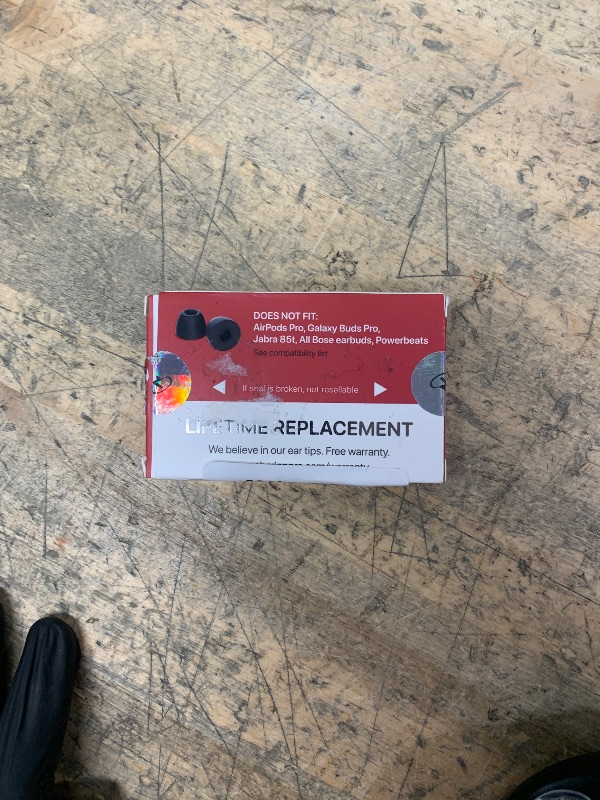 DOES NOT FIT:
AirPods Pro, Galaxy Buds Pro,
Jabra 85t, All Bose earbuds, Powerbeats
See compatibility list
If seal is broken, not resellable
LIFETIME REPLACEMENT
We believe in our ear tips. Free warranty.